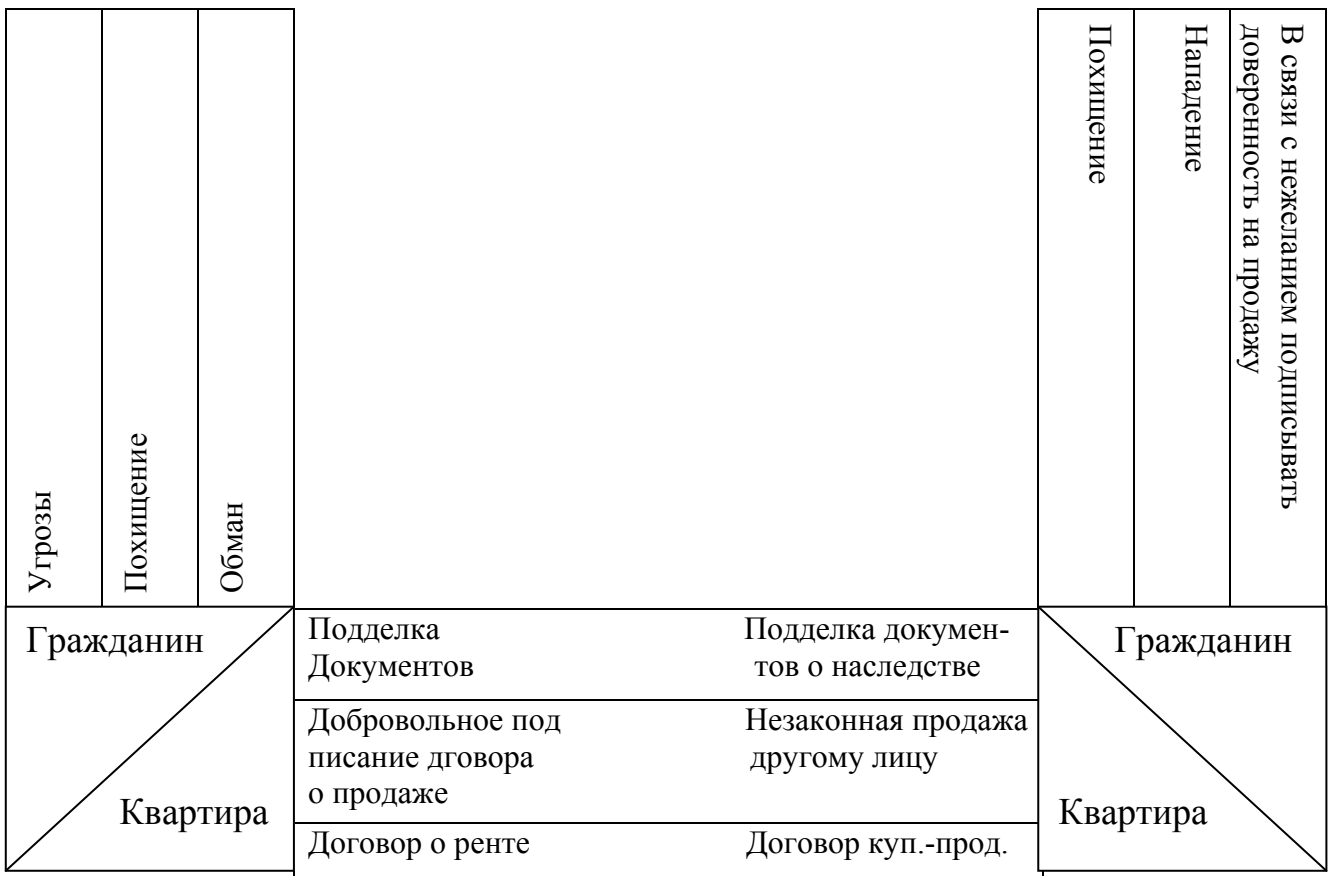 Угрозы
Похищение
Обман
Похищение
Нападение
В связи с нежеланием подписывать
доверенность на продажу
Гражданин
Квартира
Подделка
Документов
Подделка докумен-
тов о наследстве
Добровольное под
писание дговора
о продаже
Незаконная продажа
другому лицу
Договор о ренте
Договор куп.-прод.
Гражданин
Квартира